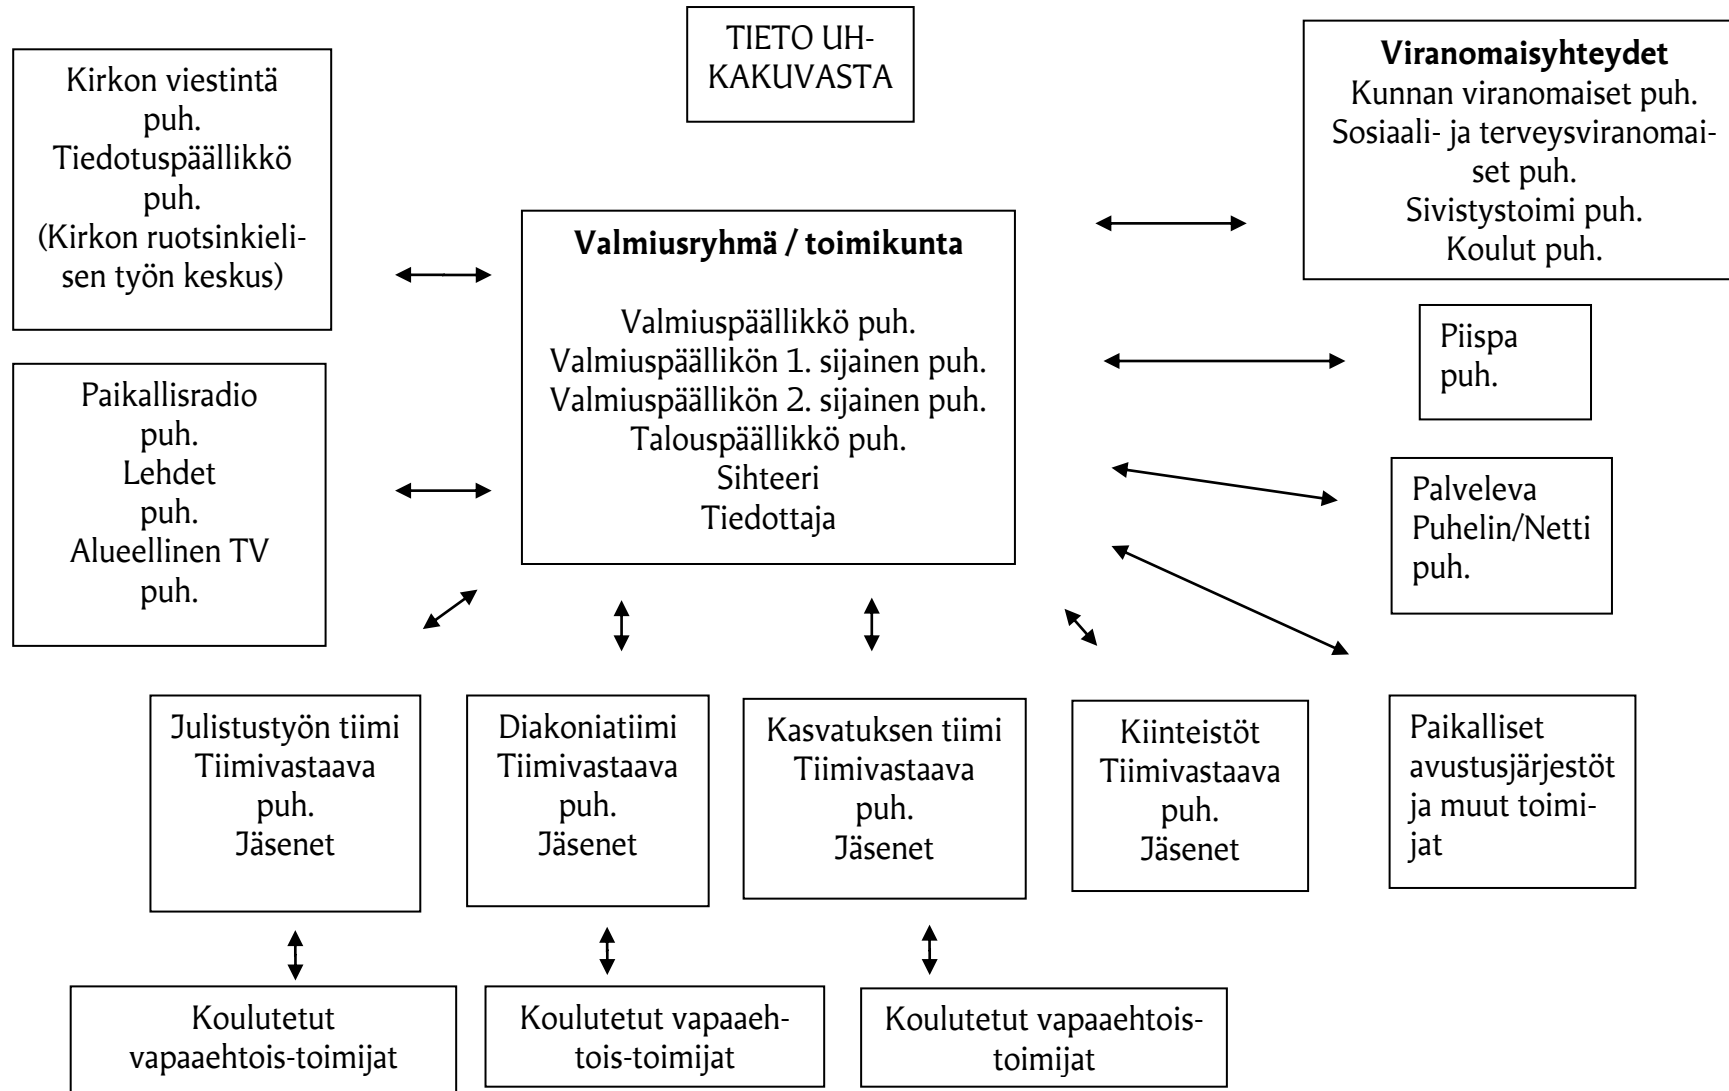 TIETO UH-
KAKUVASTA
Kirkon viestintä
puh.
Tiedotuspäällikkö
puh.
(Kirkon ruotsinkieli-
sen työn keskus)
Viranomaisyhteydet
Kunnan viranomaiset puh.
Sosiaali- ja terveysviranomai-
set puh.
Sivistystoimi puh.
Koulut puh.
Valmiusryhmä / toimikunta
Valmiuspäällikkö puh.
Valmiuspäällikön 1. sijainen puh.
Valmiuspäällikön 2. sijainen puh.
Talouspäällikkö puh.
Sihteeri
Tiedottaja
Piispa
puh.
Paikallisradio
puh.
Lehdet
puh.
Alueellinen TV
puh.
Palveleva
Puhelin/Netti
puh.
Julistustyön tiimi
Tiimivastaava
puh.
Jäsenet
Diakoniatiimi
Tiimivastaava
puh.
Jäsenet
Kasvatuksen tiimi
Tiimivastaava
puh.
Jäsenet
Kiinteistöt
Tiimivastaava
puh.
Jäsenet
Paikalliset
avustusjärjestöt
ja muut toimi-
jat
Koulutetut
vapaaehtois-toimijat
Koulutetut vapaaeh-
tois-toimijat
Koulutetut vapaaehtois-
toimijat